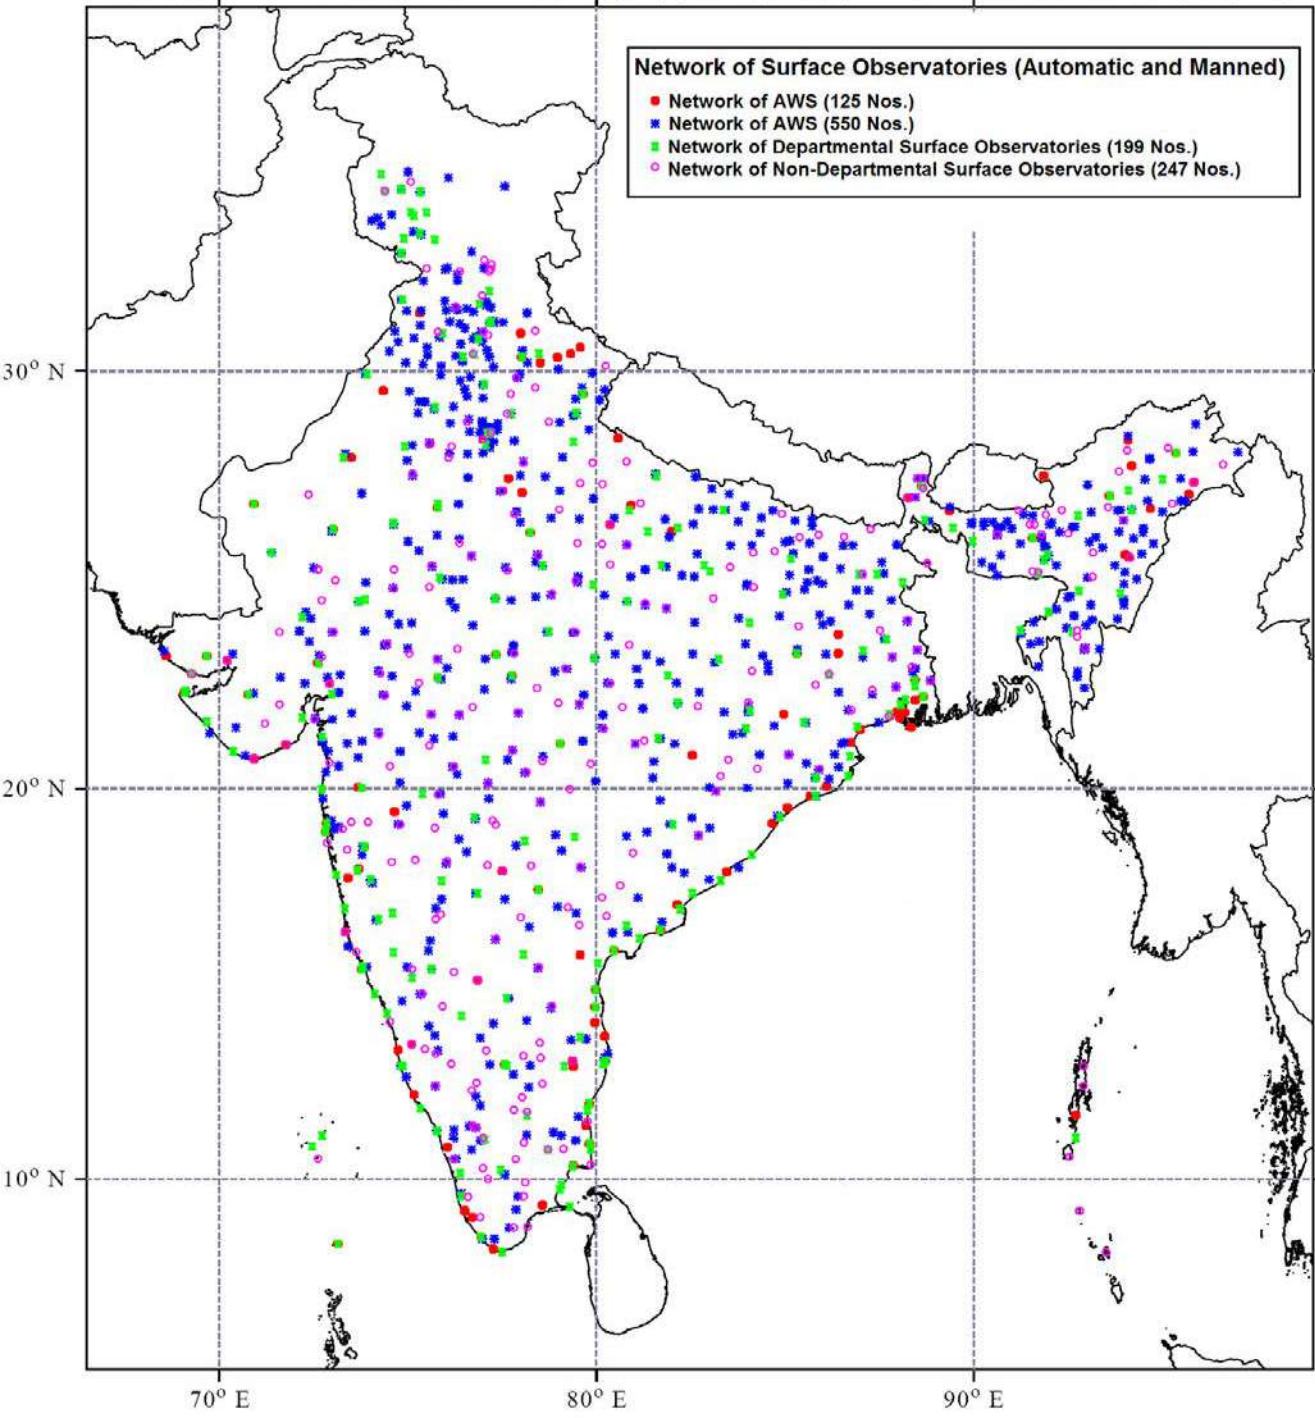 Network of Surface Observatories (Automatic and Manned)
Network of AWS (125 Nos.)
Network of AWS (550 Nos.)
Network of Departmental Surface Observatories (199 Nos.)
Network of Non-Departmental Surface Observatories (247 Nos.)
30° N
20° N
10° N
70° E 80° E 90° E